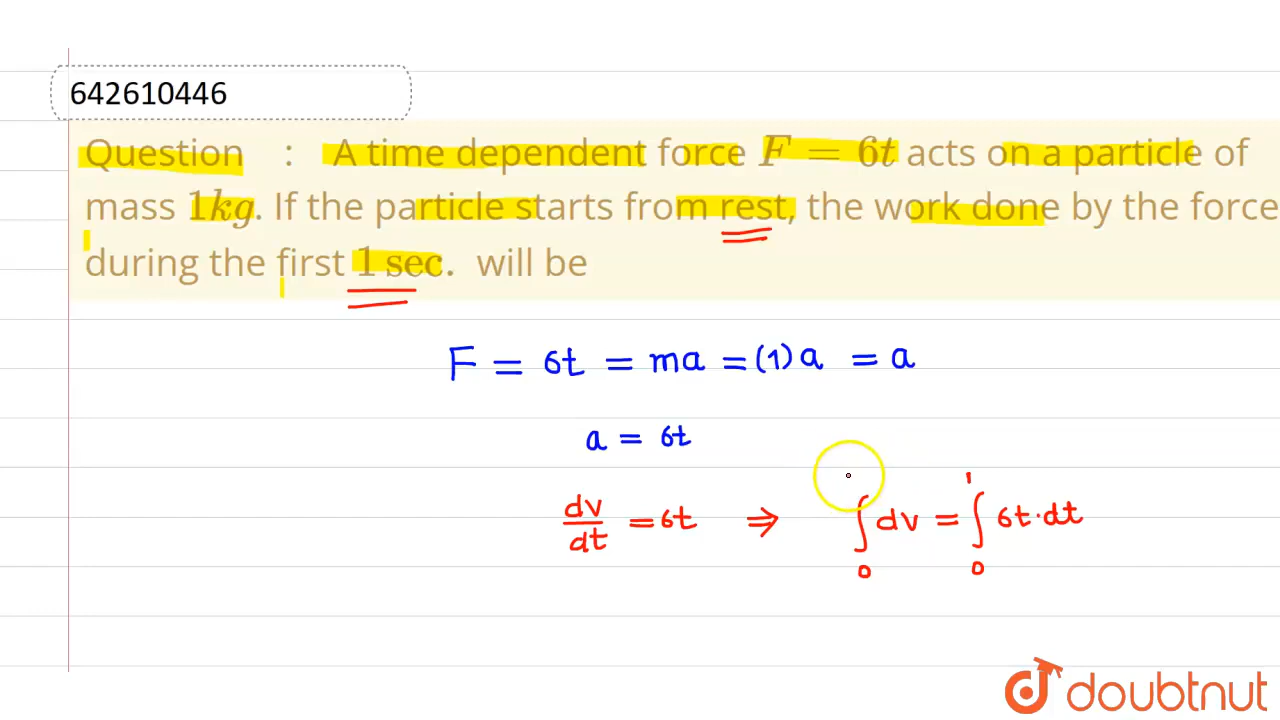 642610446
Question : A time dependent force F = 6t acts on a particle of
mass 1kg. If the particle starts from rest, the work done by the force
during the first 1 sec. will be
F = 6t = ma = (1)a = a
a = 6t
dv/dt = 6t ⇒ ∫₀ dv = ∫₀¹ 6t·dt
doubtnut